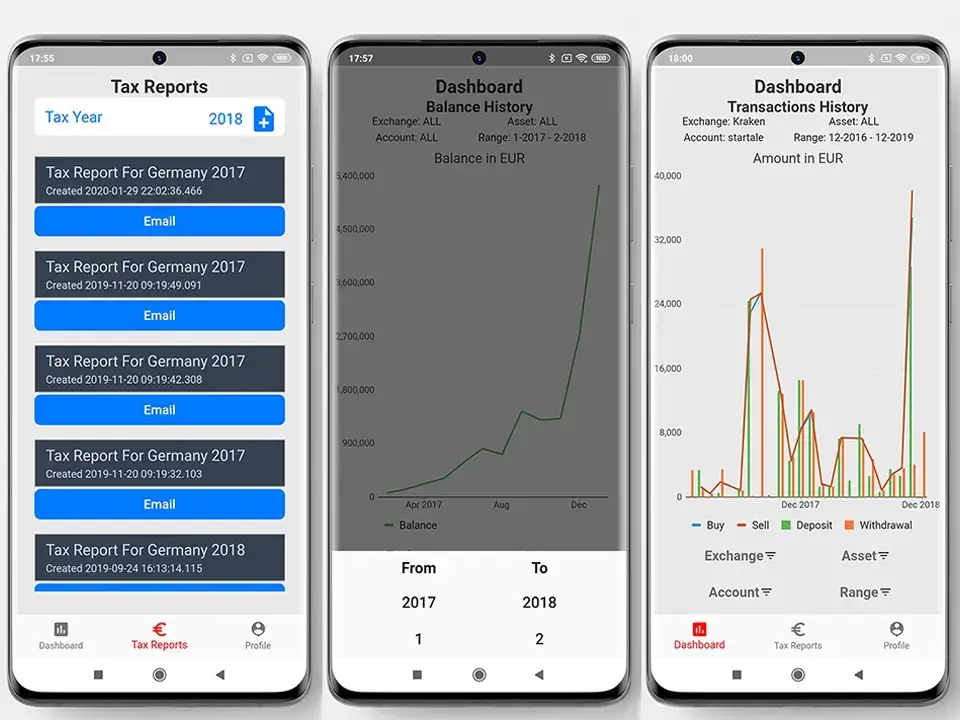 17:55
100
Tax Reports
Tax Year 2018
Tax Report For Germany 2017
Created 2020-01-29 22:02:36.466
Email
Tax Report For Germany 2017
Created 2019-11-20 09:19:49.091
Email
Tax Report For Germany 2017
Created 2019-11-20 09:19:42.308
Email
Tax Report For Germany 2017
Created 2019-11-20 09:19:32.103
Email
Tax Report For Germany 2018
Created 2019-09-24 16:13:14.115
Dashboard Tax Reports Profile
17:57
100
Dashboard
Balance History
Exchange: ALL Asset: ALL
Account: ALL Range: 1-2017 - 2-2018
Balance in EUR
5,400,000
4,500,000
3,600,000
2,700,000
1,800,000
900,000
0
Apr 2017 Aug Dec
Balance
From To
2017 2018
1 2
18:00
99
Dashboard
Transactions History
Exchange: Kraken Asset: ALL
Account: startale Range: 12-2016 - 12-2019
Amount in EUR
40,000
32,000
24,000
16,000
8,000
0
Dec 2017 Dec 2018
Buy Sell Deposit Withdrawal
Exchange Asset
Account Range
Dashboard Tax Reports Profile